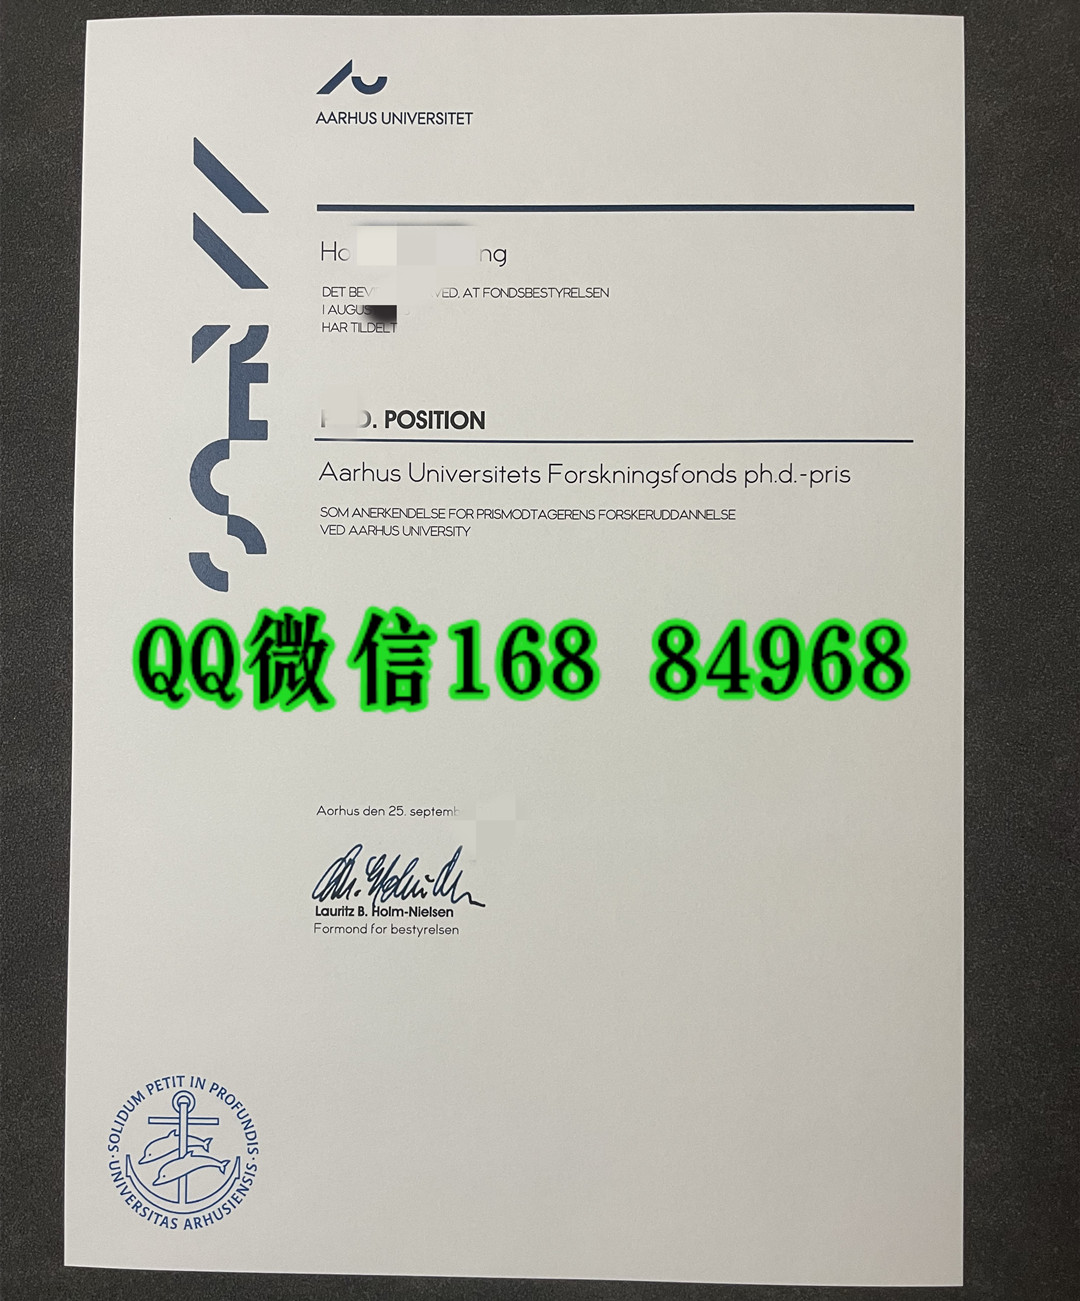 AARHUS UNIVERSITET
DET VED, AT FONDSBESTYRELSEN
I
HAR TILDELT
POSITION
Aarhus Universitets Forskningsfonds ph.d.-pris
SOM ANERKENDELSE FOR PRISMODTAGERENS FORSKERUDDANNELSE
VED AARHUS UNIVERSITY
QQ微信168 84968
Aorhus den 25.
Lauritz B. Holm-Nielsen
Formond for bestyrelsen
SOLIDUM PETIT IN PROFUNDIS
· UNIVERSITAS ARHUSIENSIS ·